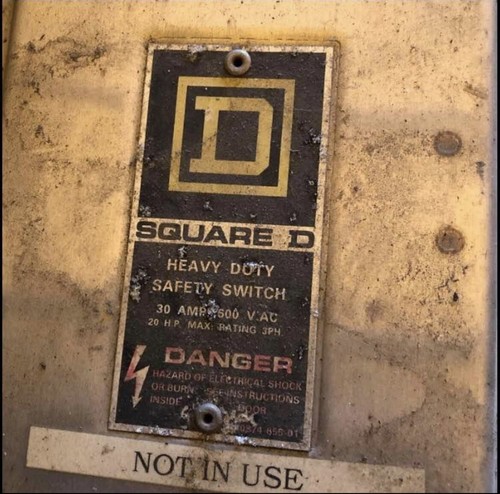 D
SQUARE D
HEAVY DUTY
SAFETY SWITCH
30 AMP. 600 V.AC
20 H.P. MAX. RATING 3PH
DANGER
HAZARD OF ELECTRICAL SHOCK
OR BURN SEE INSTRUCTIONS
INSIDE DOOR
NOT IN USE